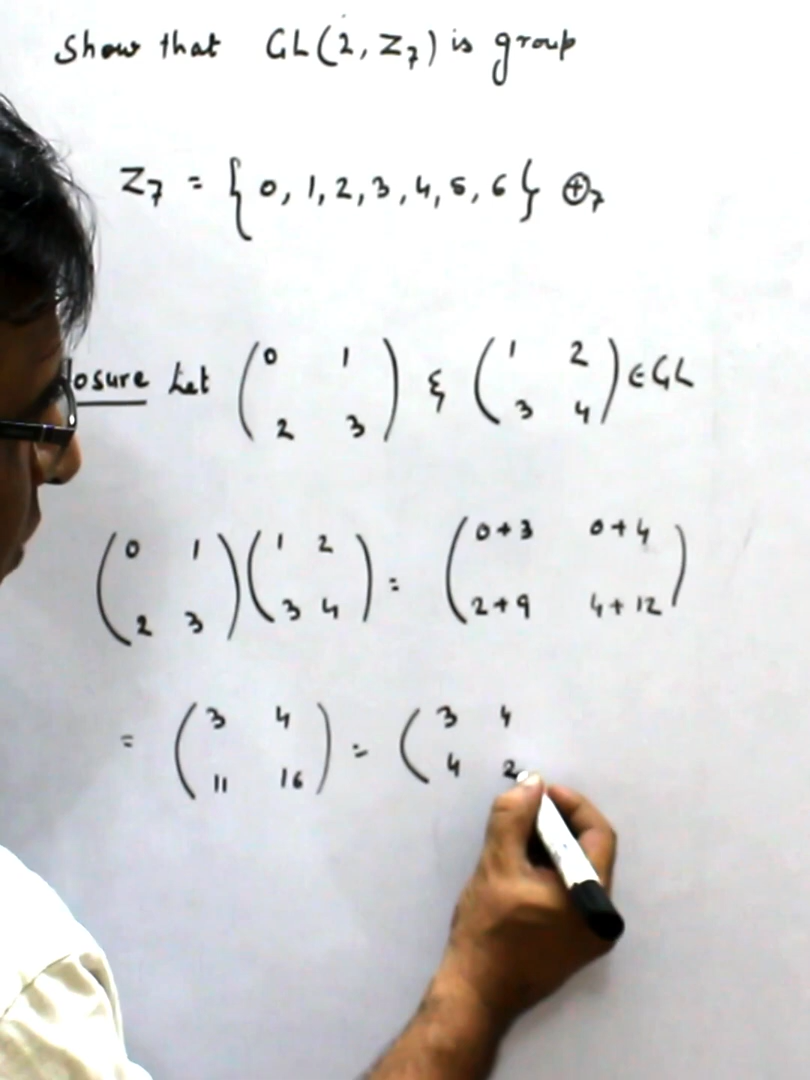 Show that GL(2, Z₇) is group
Z₇ = { 0, 1, 2, 3, 4, 5, 6 } ⊕₇
losure Let ( 0 1 ; 2 3 ) & ( 1 2 ; 3 4 ) ∈ GL
( 0 1 ; 2 3 ) ( 1 2 ; 3 4 ) = ( 0+3 0+4 ; 2+9 4+12 )
= ( 3 4 ; 11 16 ) = ( 3 4 ; 4 2